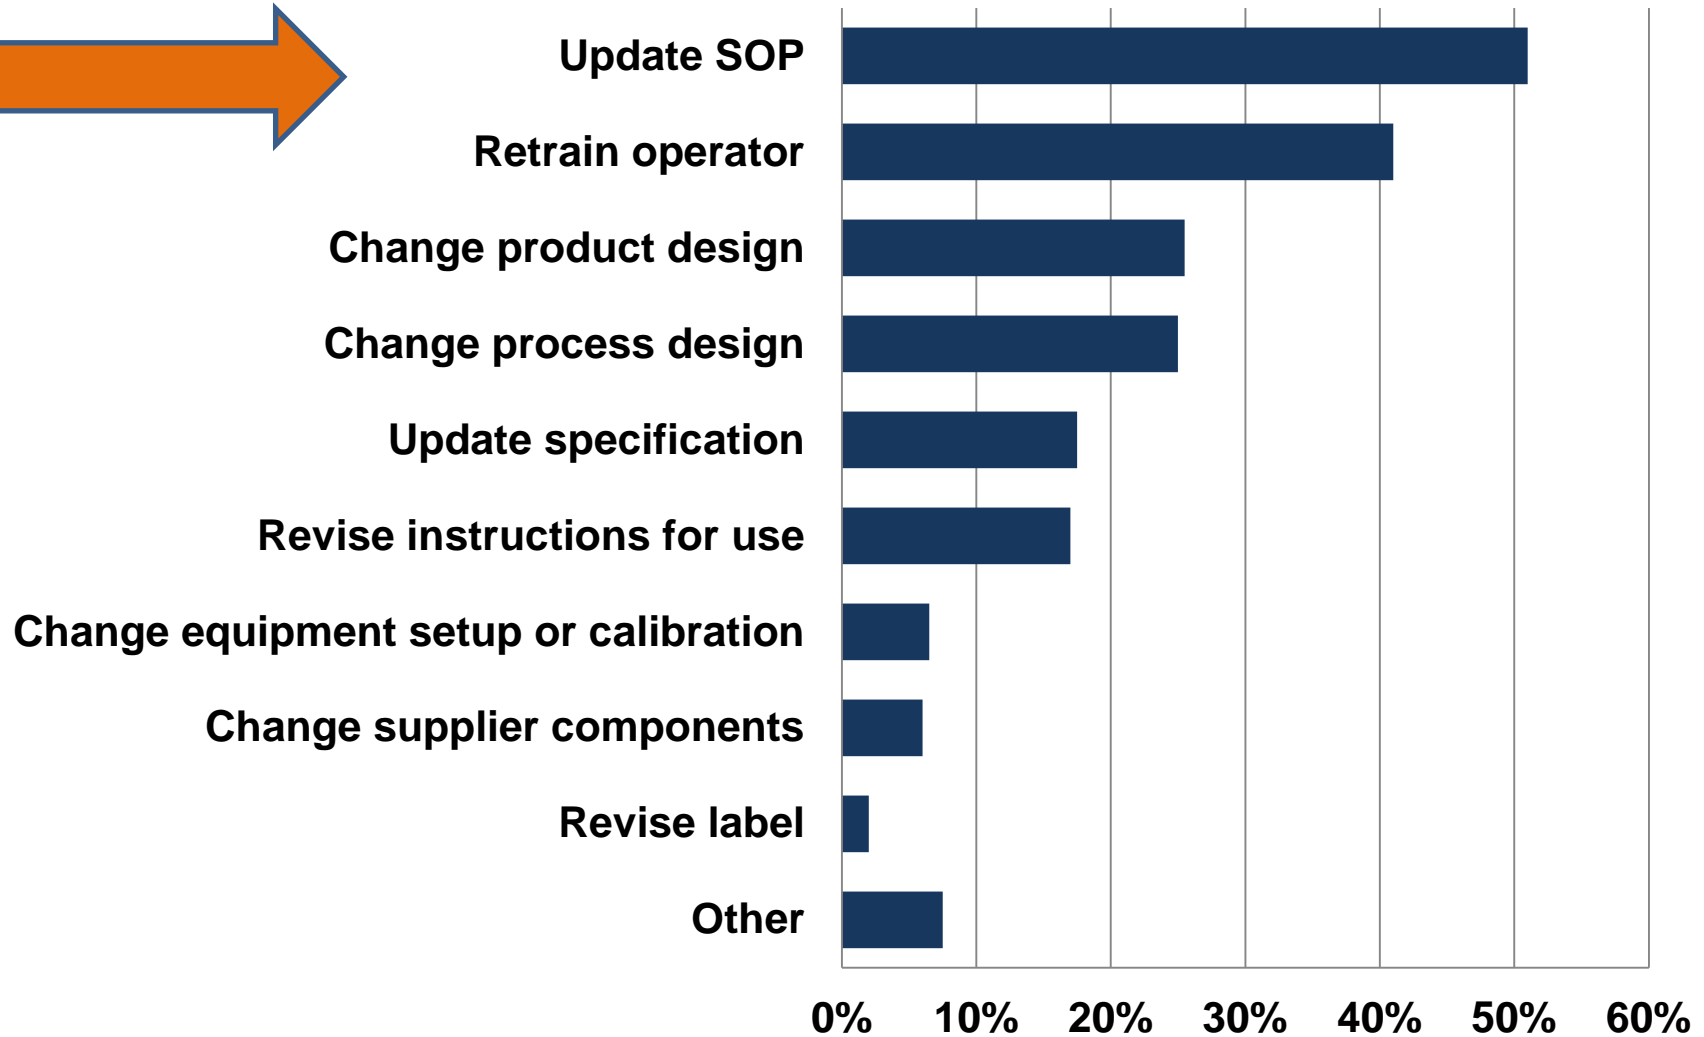 Update SOP
Retrain operator
Change product design
Change process design
Update specification
Revise instructions for use
Change equipment setup or calibration
Change supplier components
Revise label
Other
0% 10% 20% 30% 40% 50% 60%